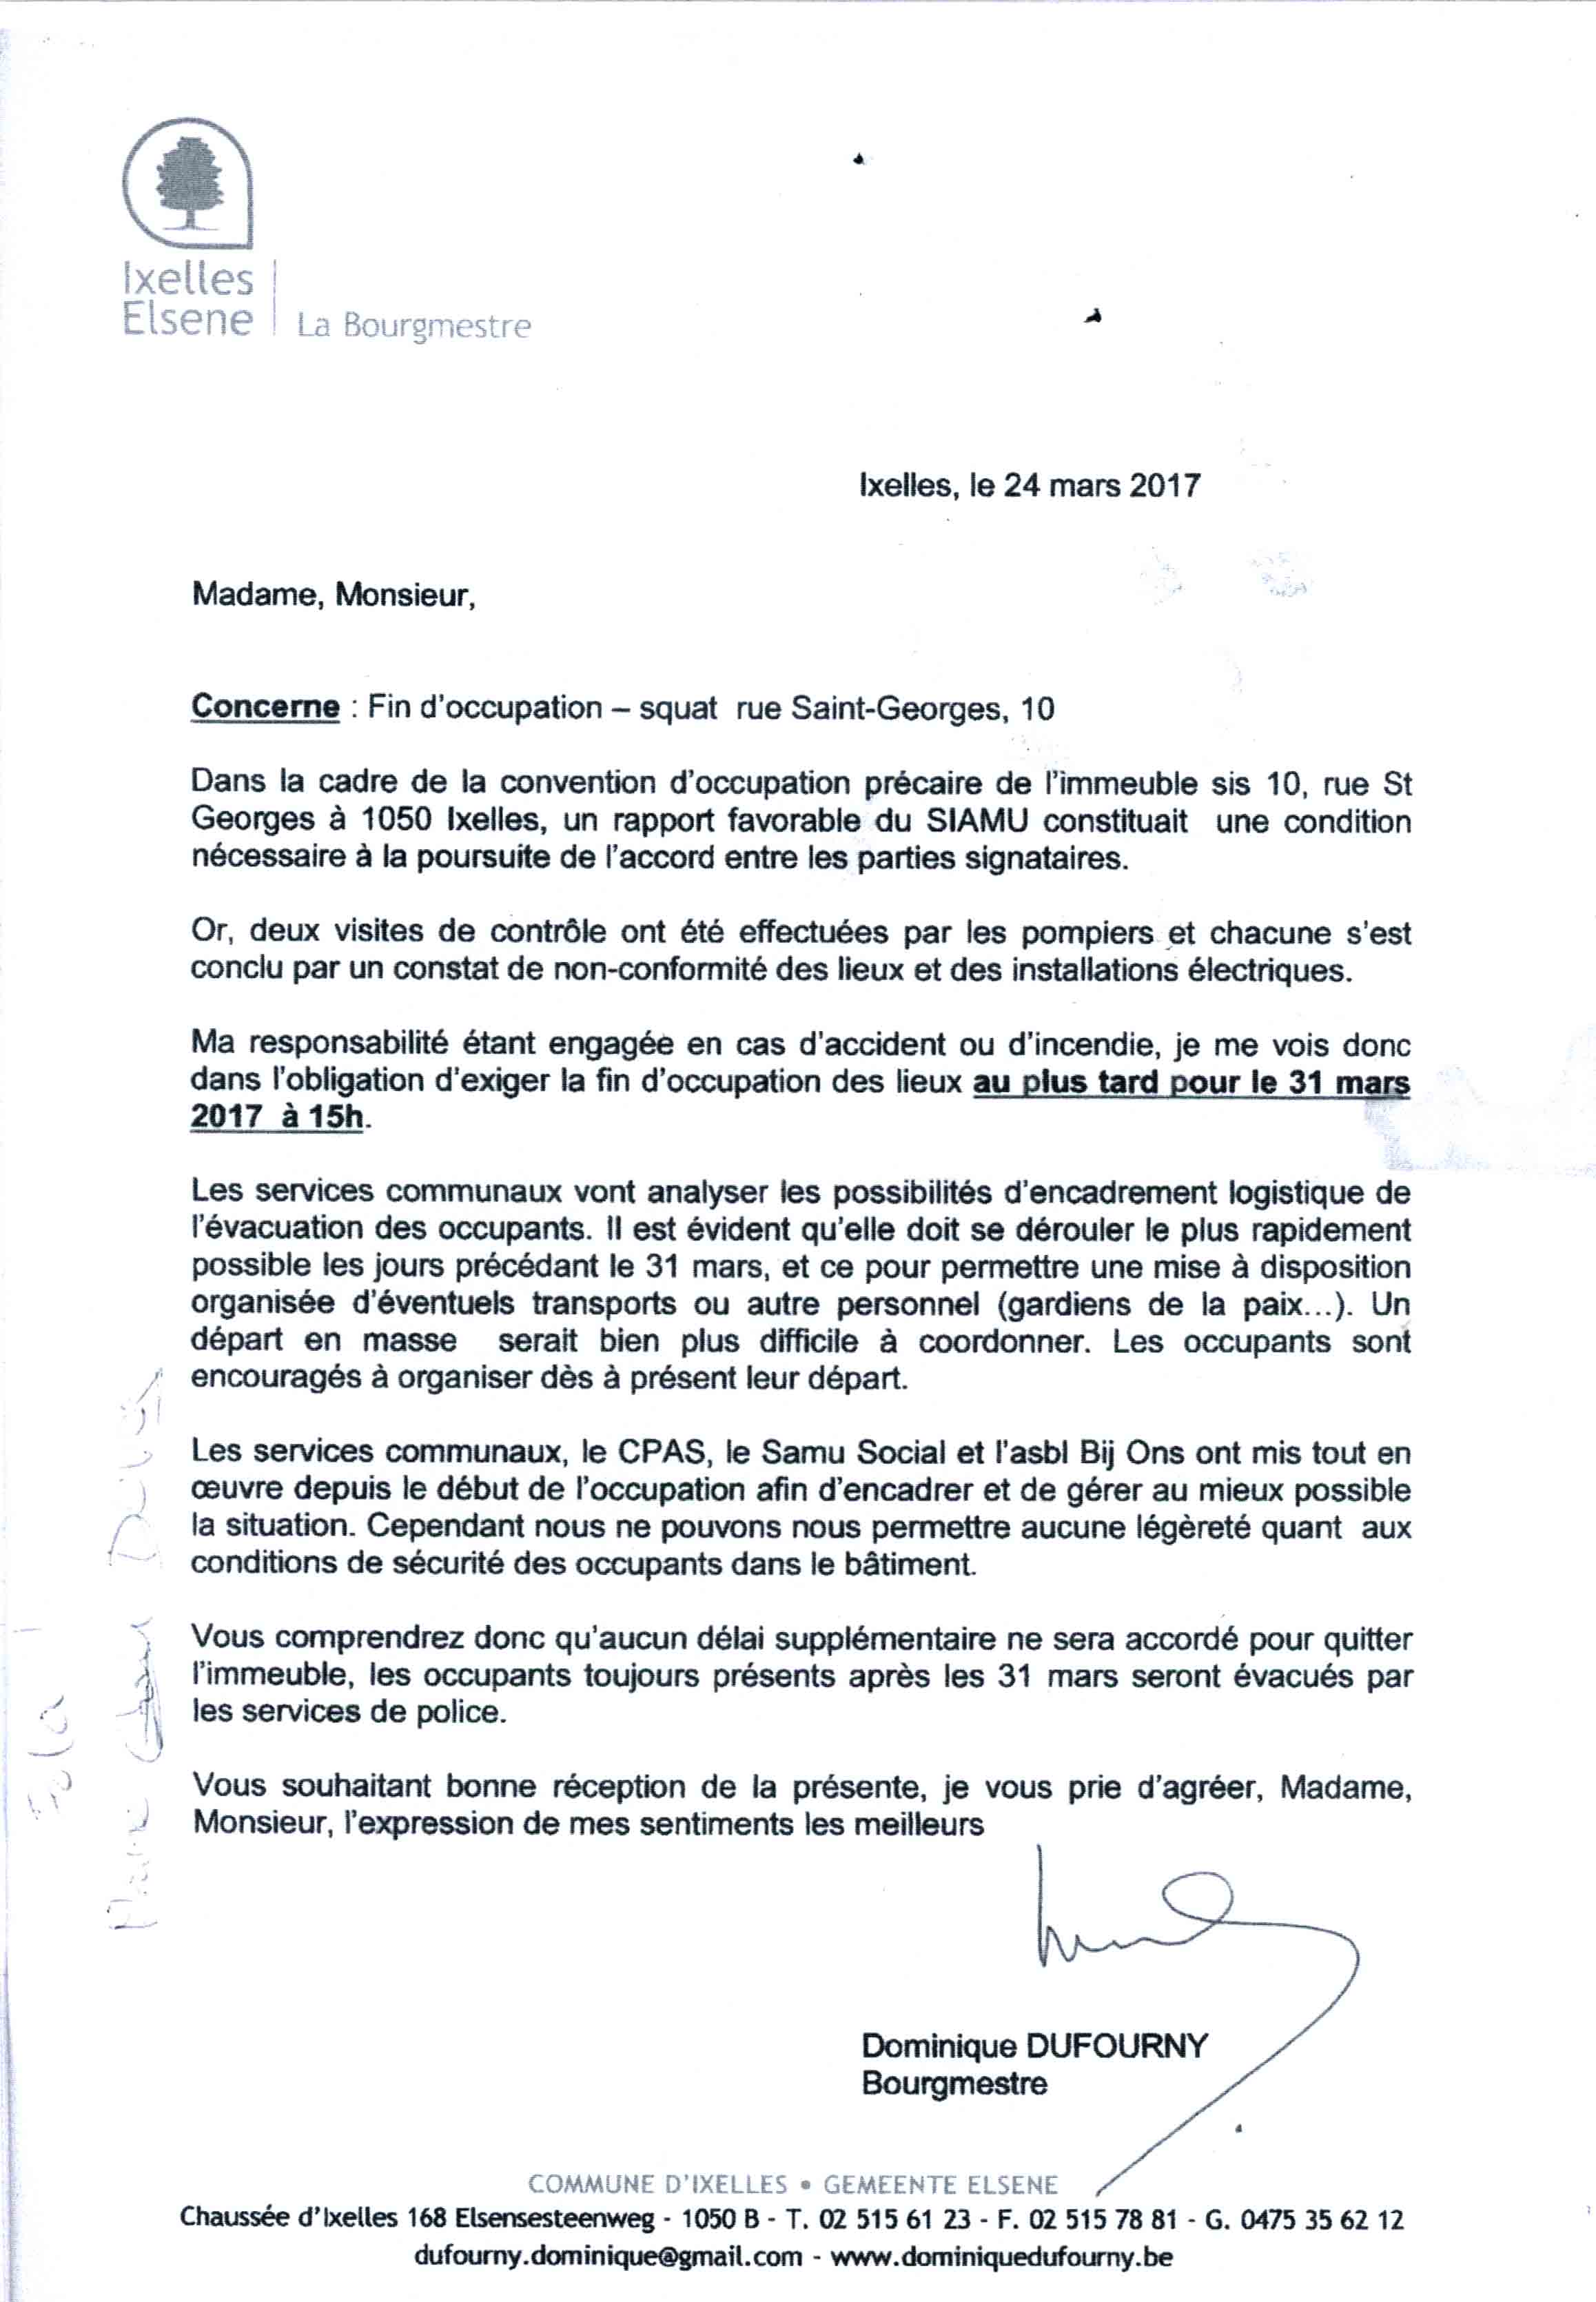 Ixelles
Elsene
La Bourgmestre
Ixelles, le 24 mars 2017
Madame, Monsieur,
Concerne : Fin d'occupation – squat rue Saint-Georges, 10
Dans la cadre de la convention d'occupation précaire de l'immeuble sis 10, rue St
Georges à 1050 Ixelles, un rapport favorable du SIAMU constituait une condition
nécessaire à la poursuite de l'accord entre les parties signataires.
Or, deux visites de contrôle ont été effectuées par les pompiers et chacune s'est
conclu par un constat de non-conformité des lieux et des installations électriques.
Ma responsabilité étant engagée en cas d'accident ou d'incendie, je me vois donc
dans l'obligation d'exiger la fin d'occupation des lieux au plus tard pour le 31 mars
2017 à 15h.
Les services communaux vont analyser les possibilités d'encadrement logistique de
l'évacuation des occupants. Il est évident qu'elle doit se dérouler le plus rapidement
possible les jours précédant le 31 mars, et ce pour permettre une mise à disposition
organisée d'éventuels transports ou autre personnel (gardiens de la paix...). Un
départ en masse serait bien plus difficile à coordonner. Les occupants sont
encouragés à organiser dès à présent leur départ.
Les services communaux, le CPAS, le Samu Social et l'asbl Bij Ons ont mis tout en
œuvre depuis le début de l'occupation afin d'encadrer et de gérer au mieux possible
la situation. Cependant nous ne pouvons nous permettre aucune légèreté quant aux
conditions de sécurité des occupants dans le bâtiment.
Vous comprendrez donc qu'aucun délai supplémentaire ne sera accordé pour quitter
l'immeuble, les occupants toujours présents après les 31 mars seront évacués par
les services de police.
Vous souhaitant bonne réception de la présente, je vous prie d'agréer, Madame,
Monsieur, l'expression de mes sentiments les meilleurs
Dominique DUFOURNY
Bourgmestre
COMMUNE D'IXELLES • GEMEENTE ELSENE
Chaussée d'Ixelles 168 Elsensesteenweg - 1050 B - T. 02 515 61 23 - F. 02 515 78 81 - G. 0475 35 62 12
dufourny.dominique@gmail.com - www.dominiquedufourny.be